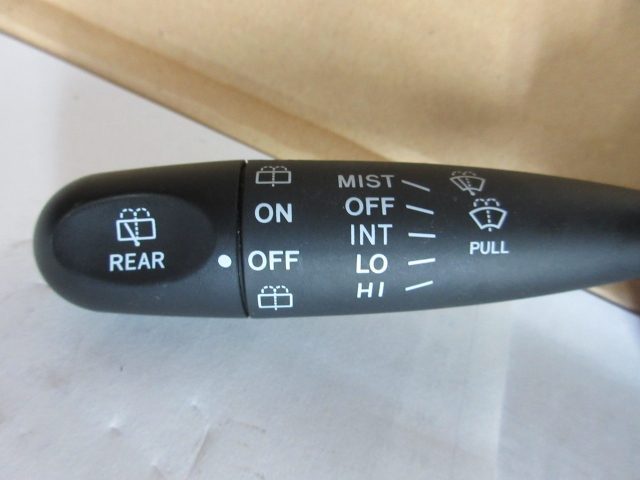 REAR
ON
OFF
MIST
OFF
INT
LO
HI
PULL